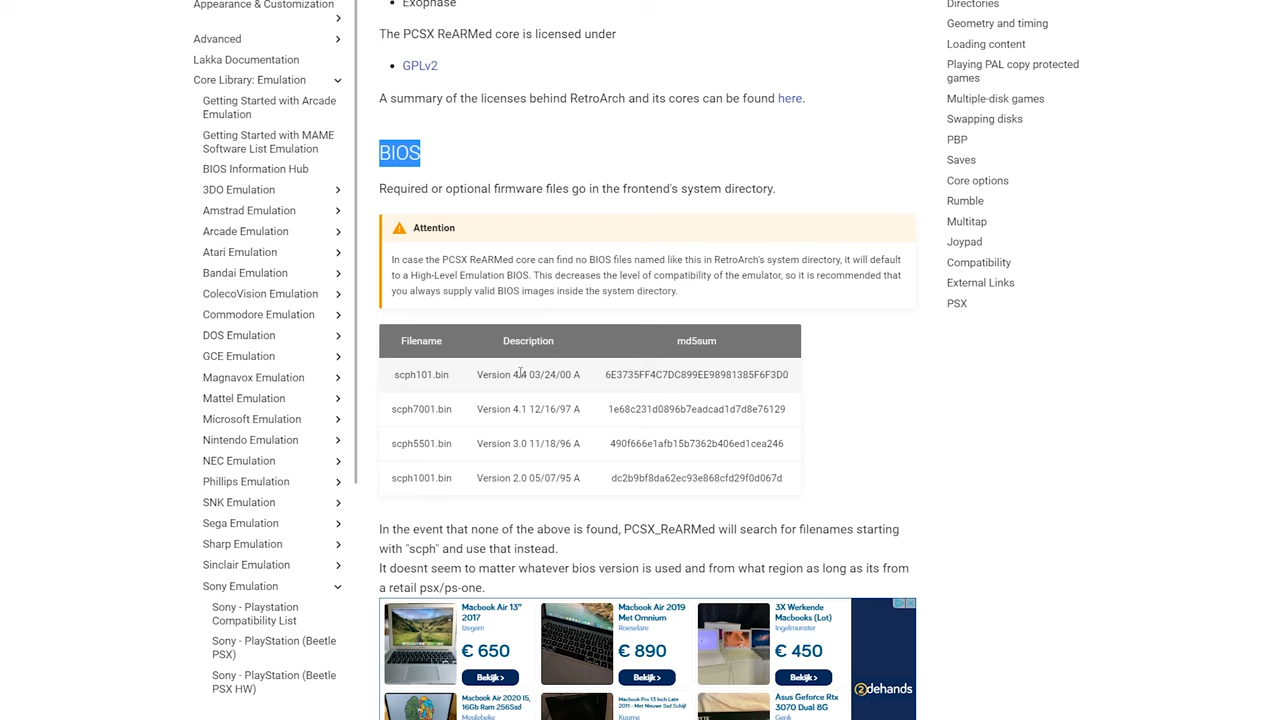 Appearance & Customization
Advanced
Lakka Documentation
Core Library: Emulation
Getting Started with Arcade
Emulation
Getting Started with MAME
Software List Emulation
BIOS Information Hub
3DO Emulation
Amstrad Emulation
Arcade Emulation
Atari Emulation
Bandai Emulation
ColecoVision Emulation
Commodore Emulation
DOS Emulation
GCE Emulation
Magnavox Emulation
Mattel Emulation
Microsoft Emulation
Nintendo Emulation
NEC Emulation
Phillips Emulation
SNK Emulation
Sega Emulation
Sharp Emulation
Sinclair Emulation
Sony Emulation
Sony - Playstation
Compatibility List
Sony - PlayStation (Beetle
PSX)
Sony - PlayStation (Beetle
PSX HW)
Exophase
The PCSX ReARMed core is licensed under
GPLv2
A summary of the licenses behind RetroArch and its cores can be found here.
BIOS
Required or optional firmware files go in the frontend's system directory.
Attention
In case the PCSX ReARMed core can find no BIOS files named like this in RetroArch's system directory, it will default
to a High-Level Emulation BIOS. This decreases the level of compatibility of the emulator, so it is recommended that
you always supply valid BIOS images inside the system directory.
Filename Description md5sum
scph101.bin Version 4.4 03/24/00 A 6E3735FF4C7DC899EE98981385F6F3D0
scph7001.bin Version 4.1 12/16/97 A 1e68c231d0896b7eadcad1d7d8e76129
scph5501.bin Version 3.0 11/18/96 A 490f666e1afb15b7362b406ed1cea246
scph1001.bin Version 2.0 05/07/95 A dc2b9bf8da62ec93e868cfd29f0d067d
In the event that none of the above is found, PCSX_ReARMed will search for filenames starting
with "scph" and use that instead.
It doesnt seem to matter whatever bios version is used and from what region as long as its from
a retail psx/ps-one.
Macbook Air 13"
2017
Izegem
€ 650
Bekijk >
Macbook Air 2019
Met Omnium
Roeselare
€ 890
Bekijk >
3X Werkende
Macbooks (Lot)
Ingelmunster
€ 450
Bekijk >
Macbook Air 2020 I5,
16Gb Ram 256Ssd
Meulebeke
Macbook Pro 13 Inch Late
2011 - Met Nieuwe Ssd Schijf
Kuurne
Asus Geforce Rtx
3070 Dual 8G
Genk
2dehands
Directories
Geometry and timing
Loading content
Playing PAL copy protected
games
Multiple-disk games
Swapping disks
PBP
Saves
Core options
Rumble
Multitap
Joypad
Compatibility
External Links
PSX